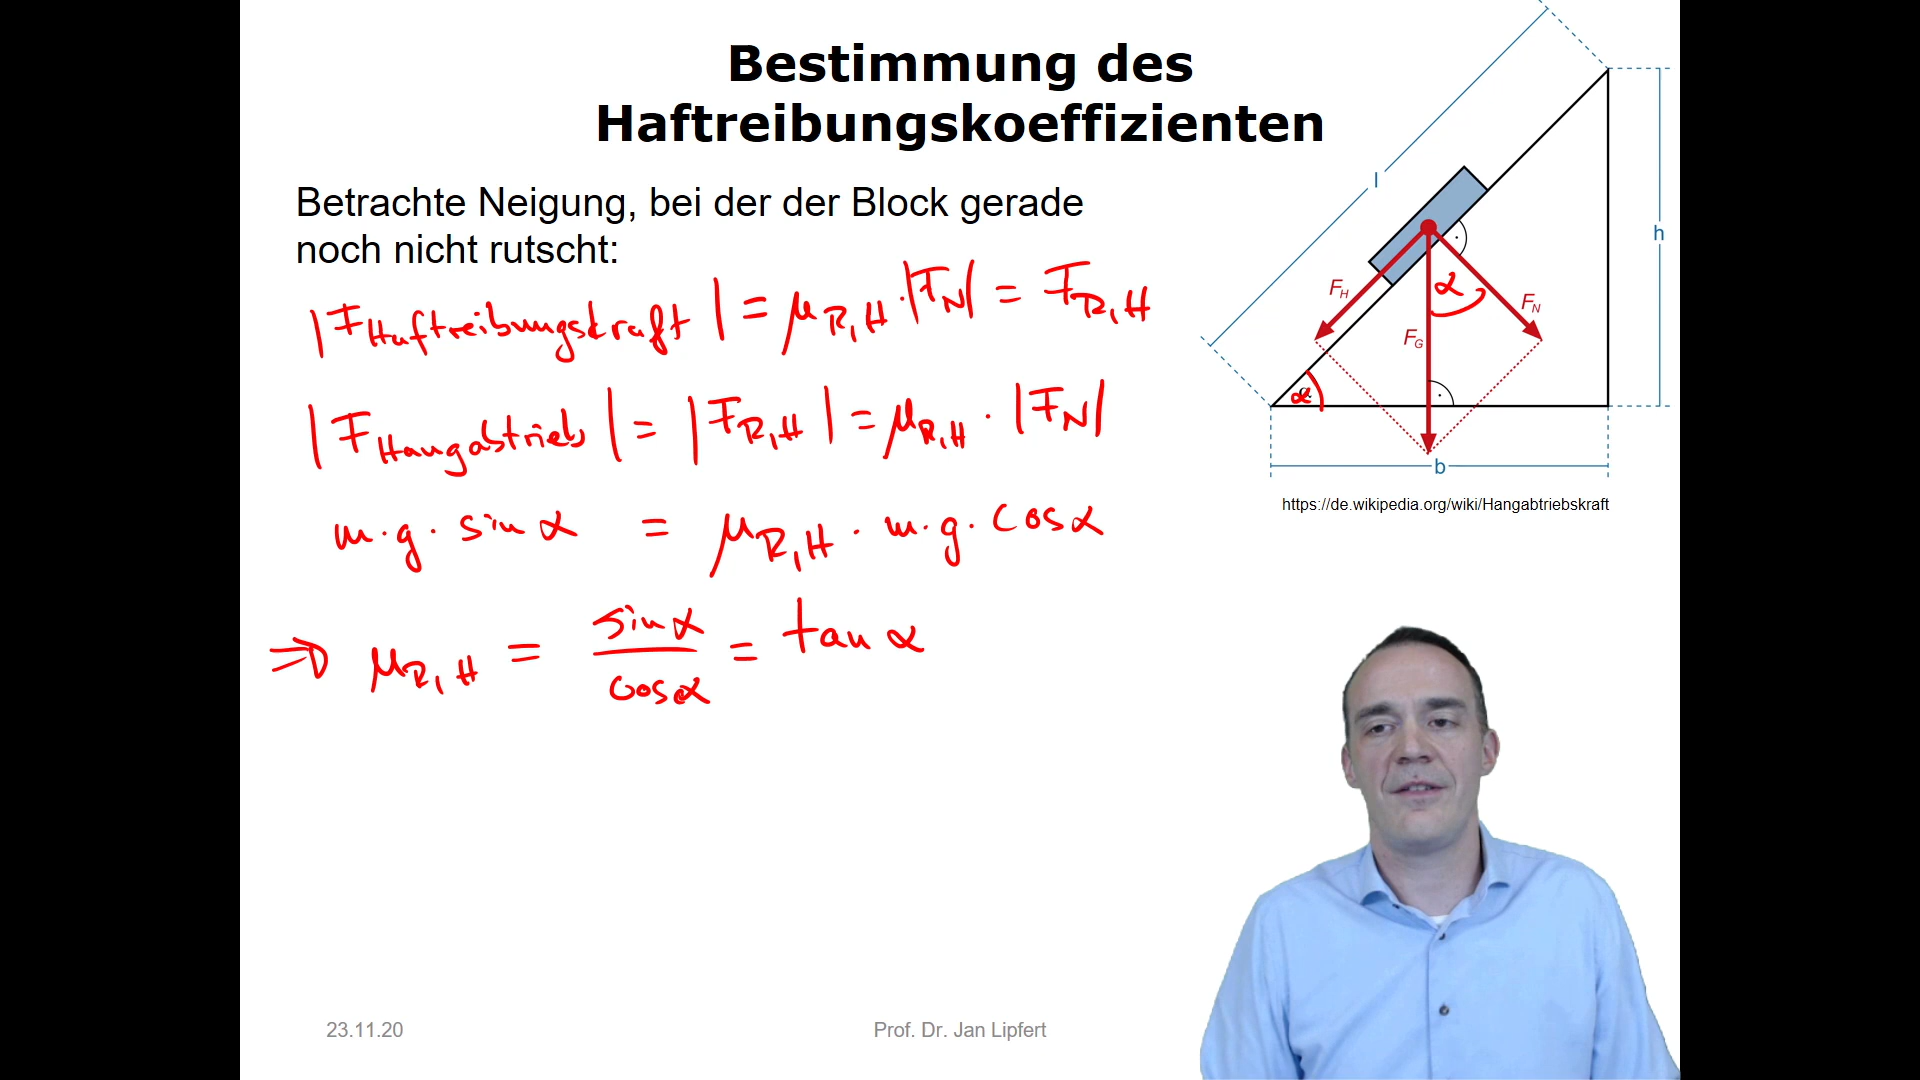 Bestimmung des
Haftreibungskoeffizienten
Betrachte Neigung, bei der der Block gerade
noch nicht rutscht:
|F_Haftreibungskraft| = μ_R,H · |F_N| = F_R,H
|F_Hangabtrieb| = |F_R,H| = μ_R,H · |F_N|
m·g·sin α = μ_R,H · m·g·cos α
⇒ μ_R,H = sin α / cos α = tan α
l
h
F_H
α
F_N
F_G
α
b
https://de.wikipedia.org/wiki/Hangabtriebskraft
23.11.20
Prof. Dr. Jan Lipfert